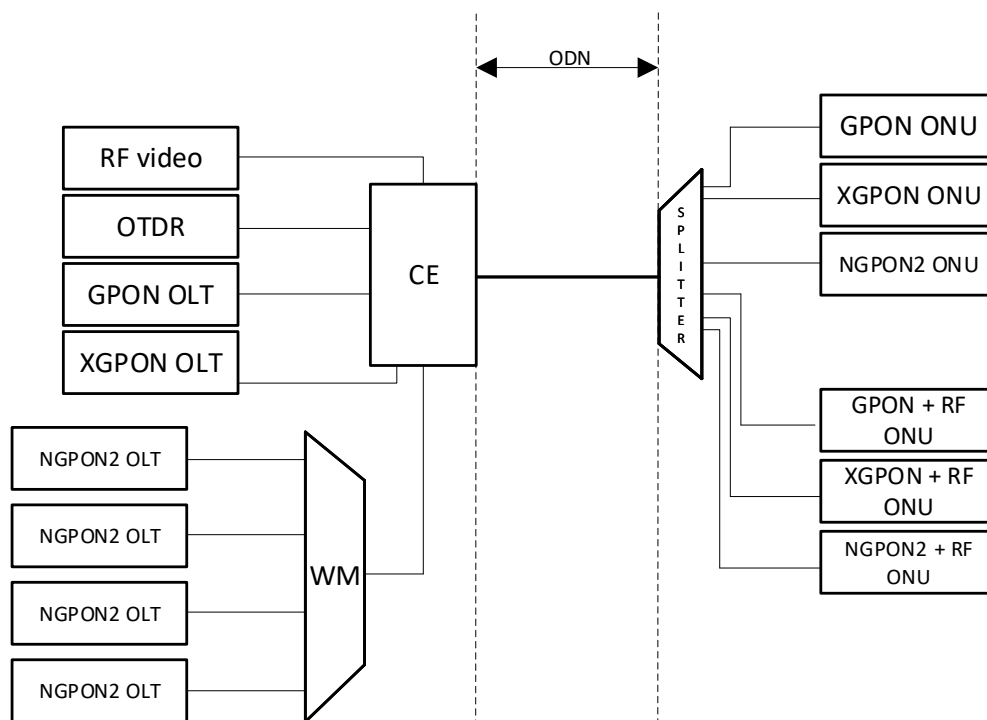 ODN
RF video
OTDR
GPON OLT
XGPON OLT
CE
NGPON2 OLT
NGPON2 OLT
NGPON2 OLT
NGPON2 OLT
WM
SPLITTER
GPON ONU
XGPON ONU
NGPON2 ONU
GPON + RF
ONU
XGPON + RF
ONU
NGPON2 + RF
ONU